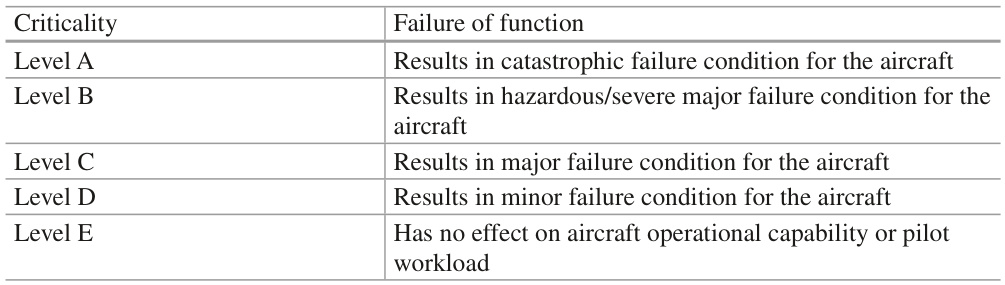 Criticality Failure of function
Level A Results in catastrophic failure condition for the aircraft
Level B Results in hazardous/severe major failure condition for the
aircraft
Level C Results in major failure condition for the aircraft
Level D Results in minor failure condition for the aircraft
Level E Has no effect on aircraft operational capability or pilot
workload